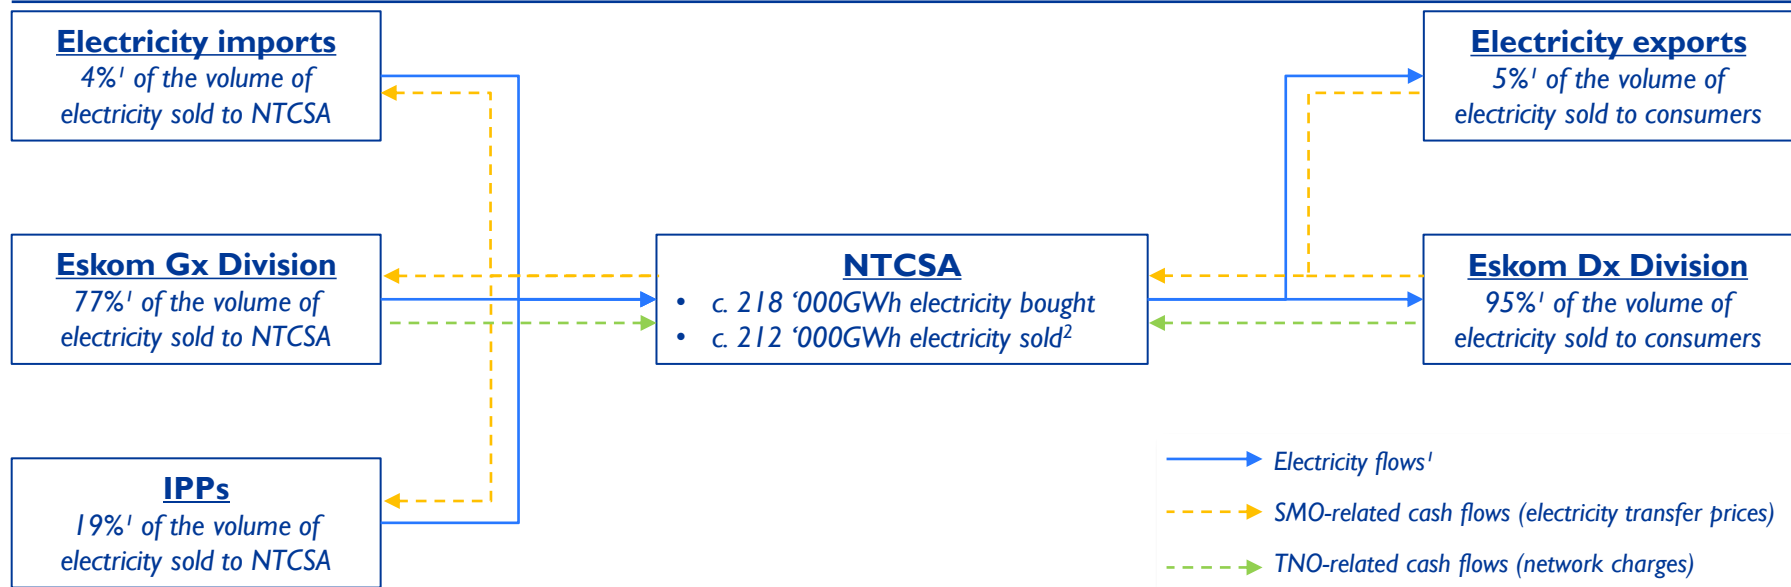 Electricity imports
4%¹ of the volume of
electricity sold to NTCSA
Electricity exports
5%¹ of the volume of
electricity sold to consumers
Eskom Gx Division
77%¹ of the volume of
electricity sold to NTCSA
NTCSA
• c. 218 ‘000GWh electricity bought
• c. 212 ‘000GWh electricity sold²
Eskom Dx Division
95%¹ of the volume of
electricity sold to consumers
IPPs
19%¹ of the volume of
electricity sold to NTCSA
Electricity flows¹
SMO-related cash flows (electricity transfer prices)
TNO-related cash flows (network charges)